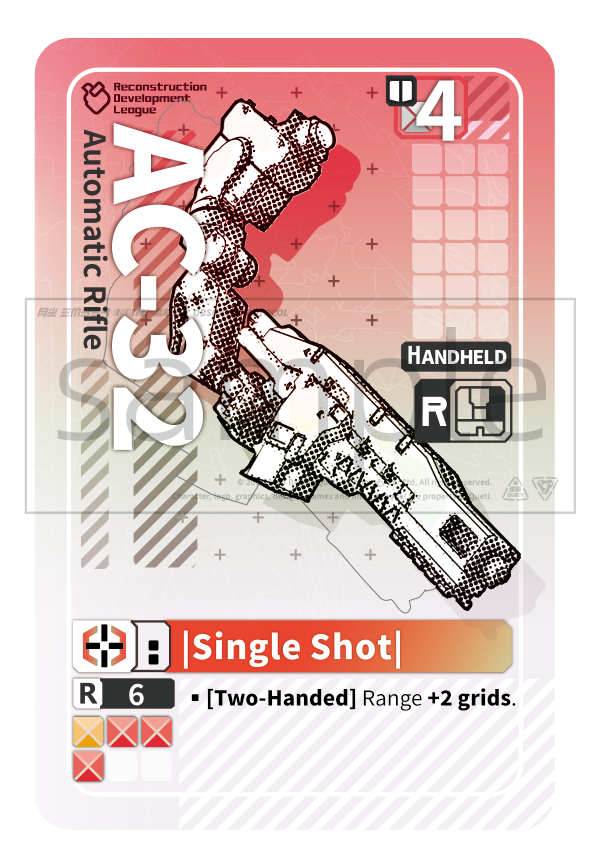 Reconstruction
Development
League
4
AC-32
Automatic Rifle
HANDHELD
R
sample
|Single Shot|
R 6
▪ [Two-Handed] Range +2 grids.